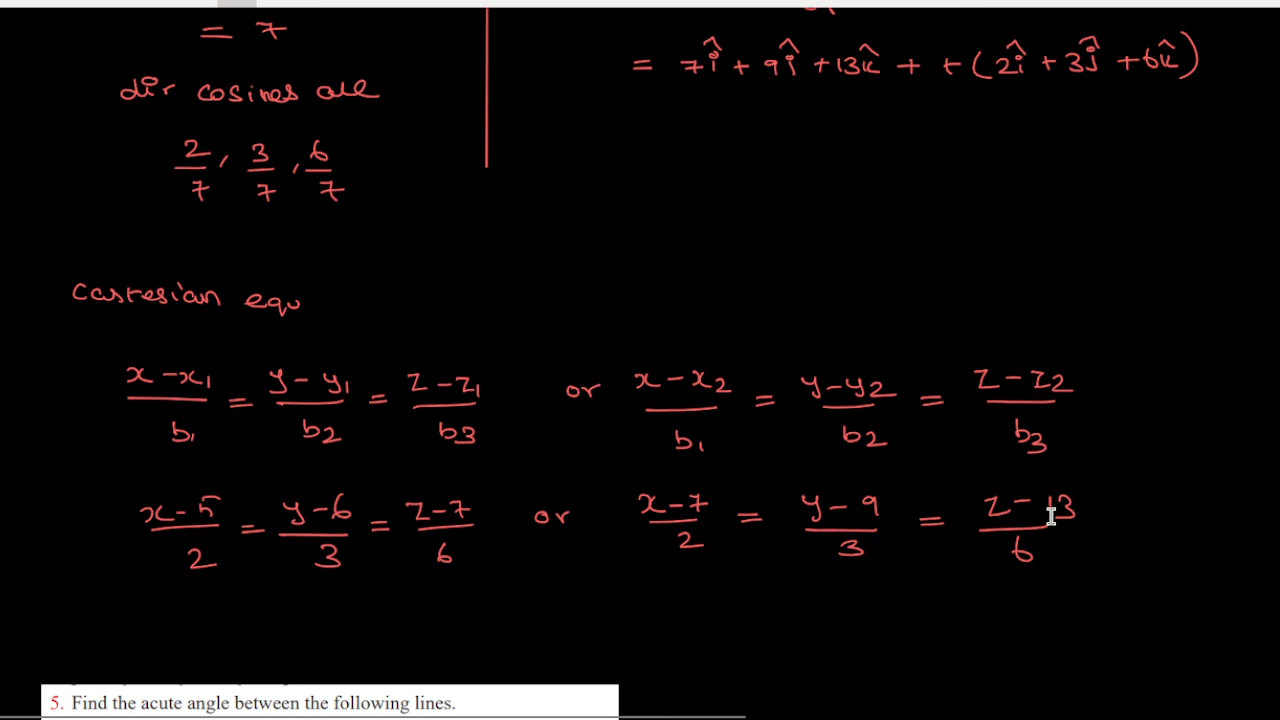 = 7
= 7î + 9ĵ + 13k̂ + t(2î + 3ĵ + 6k̂)
dir cosines are
2/7, 3/7, 6/7
Cartesian equ
x-x₁/b₁ = y-y₁/b₂ = z-z₁/b₃ or x-x₂/b₁ = y-y₂/b₂ = z-z₂/b₃
x-5/2 = y-6/3 = z-7/6 or x-7/2 = y-9/3 = z-13/6
5. Find the acute angle between the following lines.